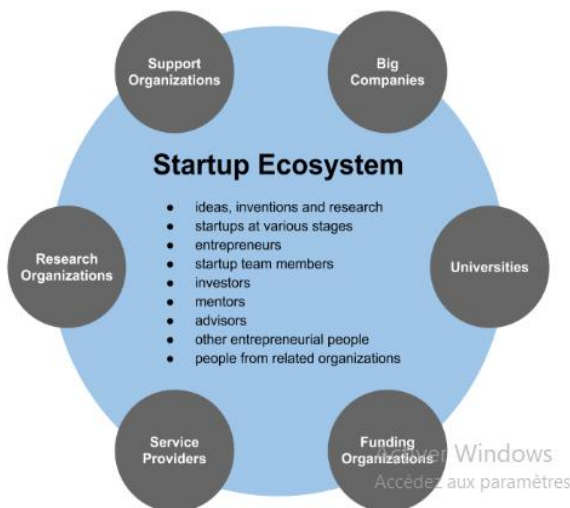 Support
Organizations
Big
Companies
Startup Ecosystem
● ideas, inventions and research
● startups at various stages
● entrepreneurs
● startup team members
● investors
● mentors
● advisors
● other entrepreneurial people
● people from related organizations
Research
Organizations
Universities
Service
Providers
Funding
Organizations
Activer Windows
Accédez aux paramètres